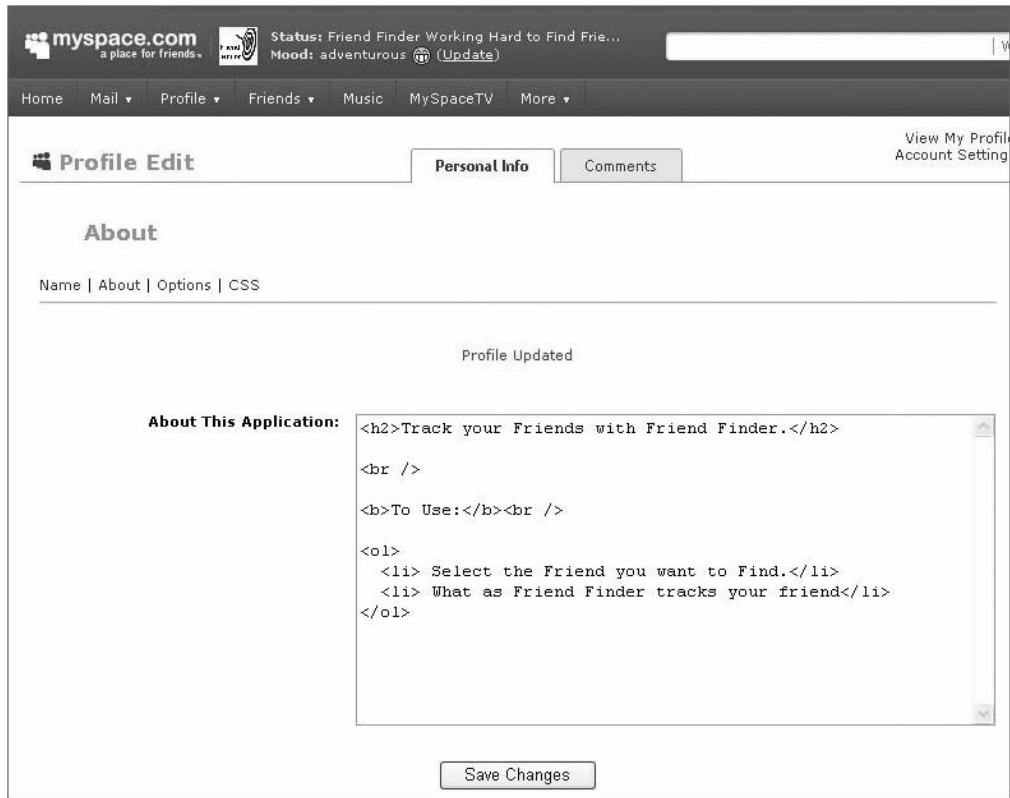 myspace.com
a place for friends.
Status: Friend Finder Working Hard to Find Frie...
Mood: adventurous (Update)
Home Mail Profile Friends Music MySpaceTV More
View My Profile
Account Setting
Profile Edit
Personal Info
Comments
About
Name | About | Options | CSS
Profile Updated
About This Application:
<h2>Track your Friends with Friend Finder.</h2>
<br />
<b>To Use:</b><br />
<ol>
<li> Select the Friend you want to Find.</li>
<li> What as Friend Finder tracks your friend</li>
</ol>
Save Changes